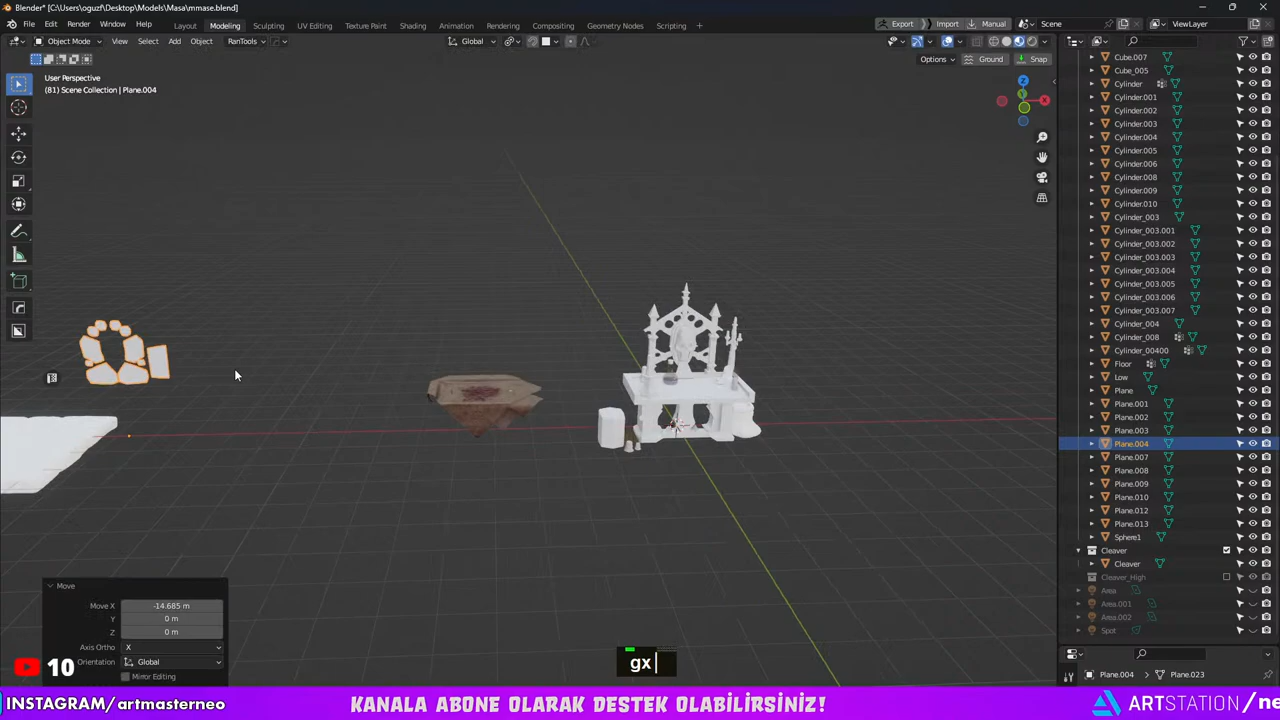 Blender* [C:\Users\oguzf\Desktop\Models\Masa\mmase.blend]
File Edit Render Window Help Layout Modeling Sculpting UV Editing Texture Paint Shading Animation Rendering Compositing Geometry Nodes Scripting + Export Import Manual Scene ViewLayer
Object Mode View Select Add Object RanTools Global
Options Ground Snap
User Perspective
(81) Scene Collection | Plane.004
Z
Y
X
Cube.007
Cube_005
Cylinder
Cylinder.001
Cylinder.002
Cylinder.003
Cylinder.004
Cylinder.005
Cylinder.006
Cylinder.008
Cylinder.009
Cylinder.010
Cylinder_003
Cylinder_003.001
Cylinder_003.002
Cylinder_003.003
Cylinder_003.004
Cylinder_003.005
Cylinder_003.006
Cylinder_003.007
Cylinder_004
Cylinder_008
Cylinder_00400
Floor
Low
Plane
Plane.001
Plane.002
Plane.003
Plane.004
Plane.007
Plane.008
Plane.009
Plane.010
Plane.012
Plane.013
Sphere1
Cleaver
Cleaver
Cleaver_High
Area
Area.001
Area.002
Spot
Plane.004 > Plane.023
Move
Move X -14.685 m
Y 0 m
Z 0 m
Axis Ortho X
Orientation Global
Mirror Editing
10
gx
INSTAGRAM/artmasterneo KANALA ABONE OLARAK DESTEK OLABİLİRSİNİZ! ARTSTATION/ne